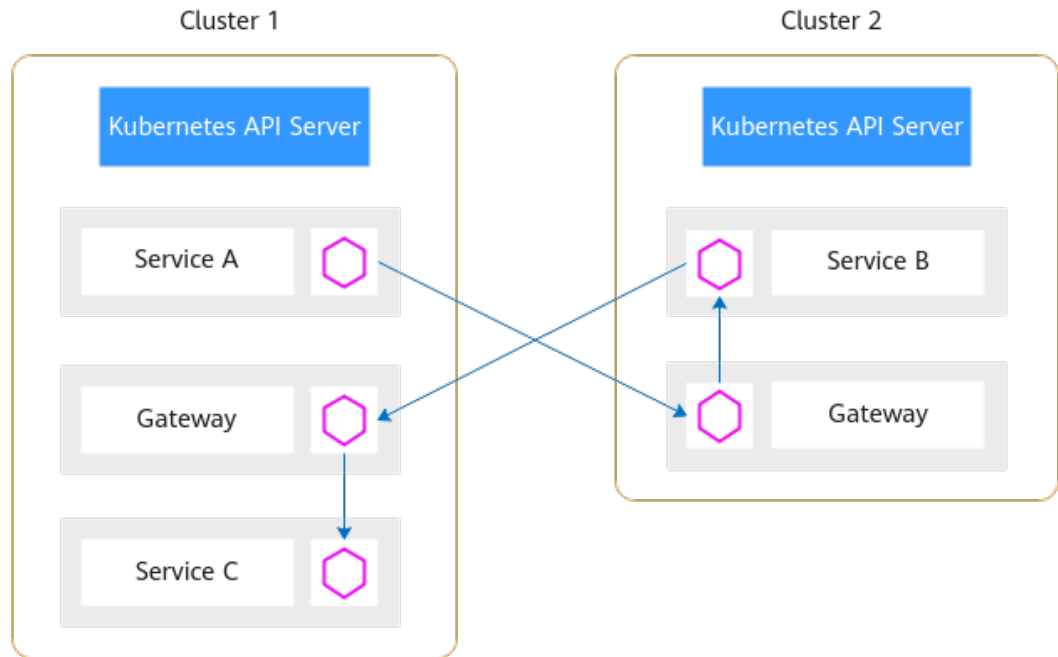 Cluster 1
Cluster 2
Kubernetes API Server
Kubernetes API Server
Service A
Service B
Gateway
Gateway
Service C